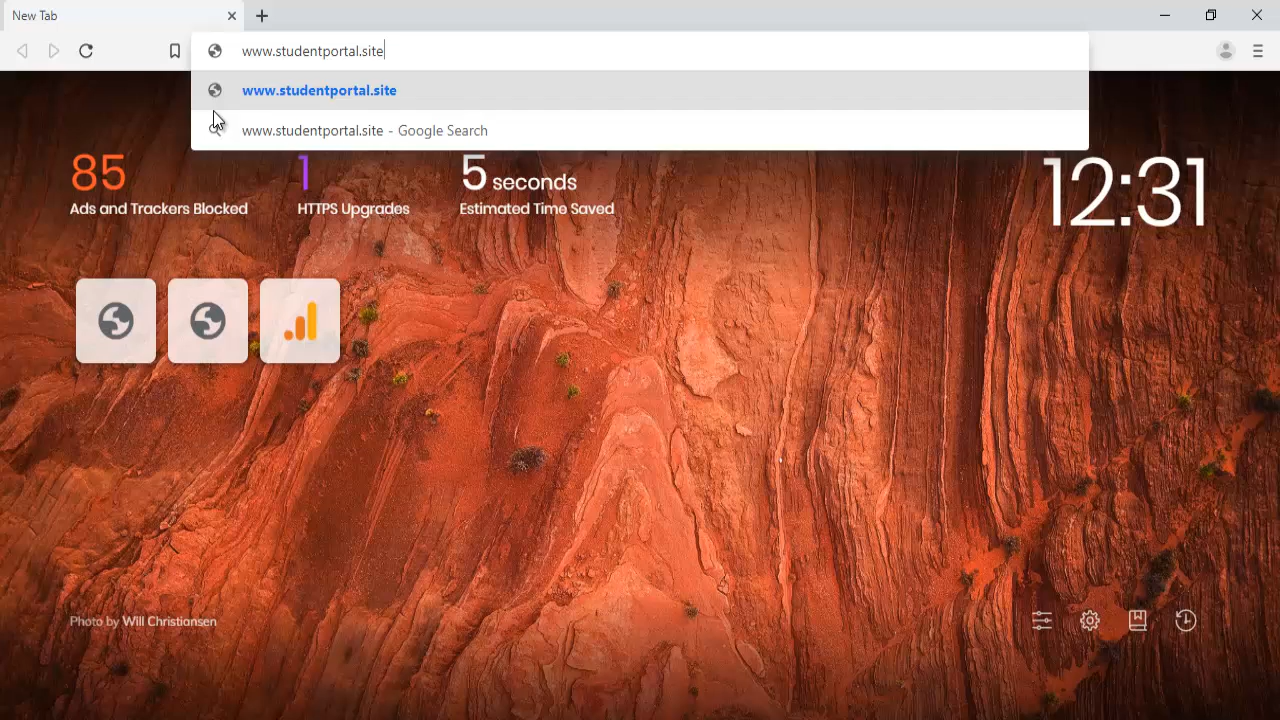 New Tab
www.studentportal.site
www.studentportal.site
www.studentportal.site - Google Search
85
Ads and Trackers Blocked
1
HTTPS Upgrades
5 seconds
Estimated Time Saved
12:31
Photo by Will Christiansen